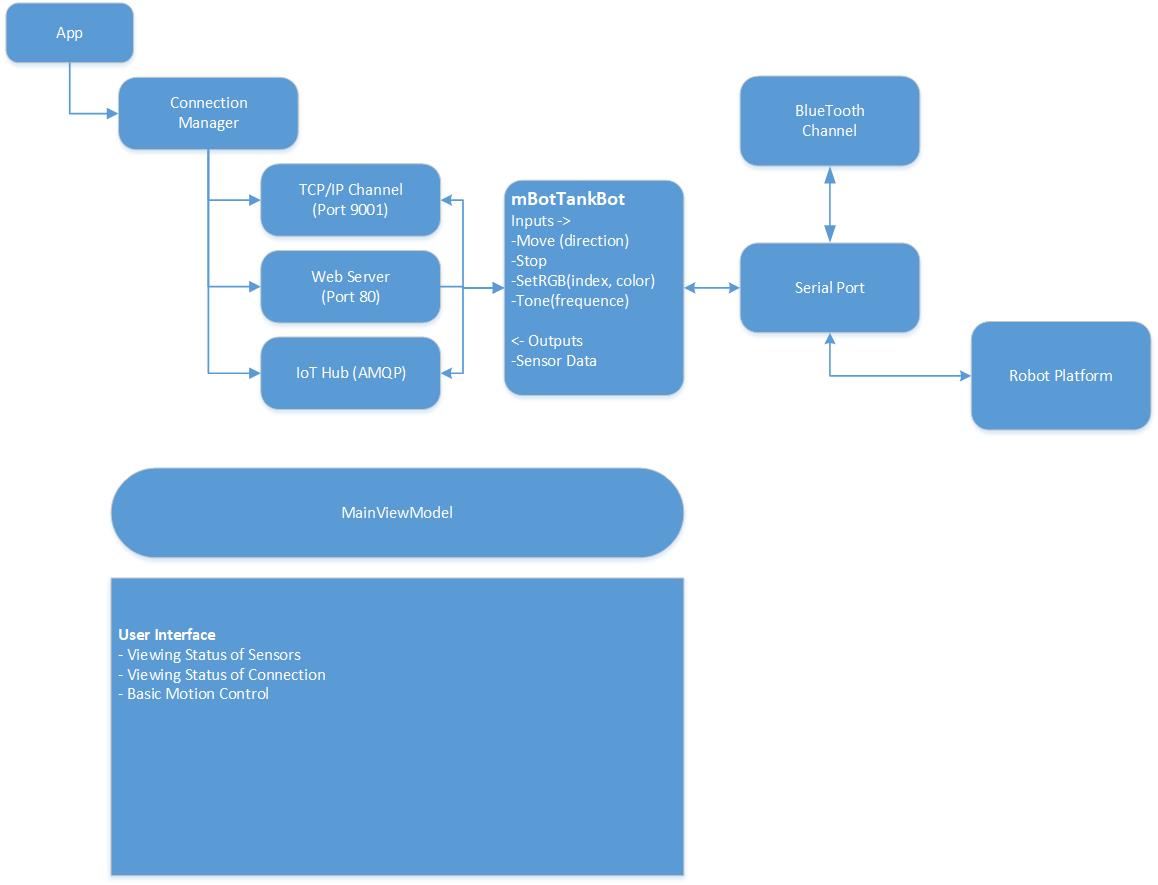 App
Connection
Manager
TCP/IP Channel
(Port 9001)
Web Server
(Port 80)
IoT Hub (AMQP)
mBotTankBot
Inputs ->
-Move (direction)
-Stop
-SetRGB(index, color)
-Tone(frequence)
<- Outputs
-Sensor Data
BlueTooth
Channel
Serial Port
Robot Platform
MainViewModel
User Interface
- Viewing Status of Sensors
- Viewing Status of Connection
- Basic Motion Control